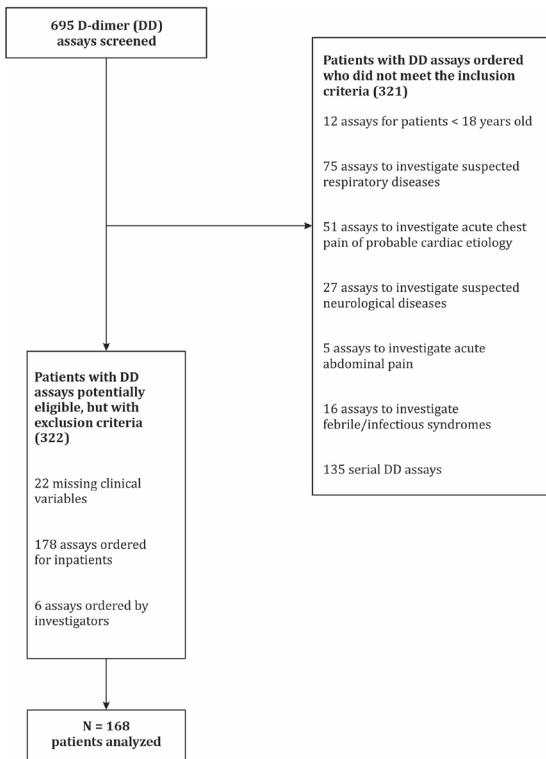 695 D-dimer (DD)
assays screened
Patients with DD assays ordered
who did not meet the inclusion
criteria (321)
12 assays for patients < 18 years old
75 assays to investigate suspected
respiratory diseases
51 assays to investigate acute chest
pain of probable cardiac etiology
27 assays to investigate suspected
neurological diseases
5 assays to investigate acute
abdominal pain
16 assays to investigate
febrile/infectious syndromes
135 serial DD assays
Patients with DD
assays potentially
eligible, but with
exclusion criteria
(322)
22 missing clinical
variables
178 assays ordered
for inpatients
6 assays ordered by
investigators
N = 168
patients analyzed